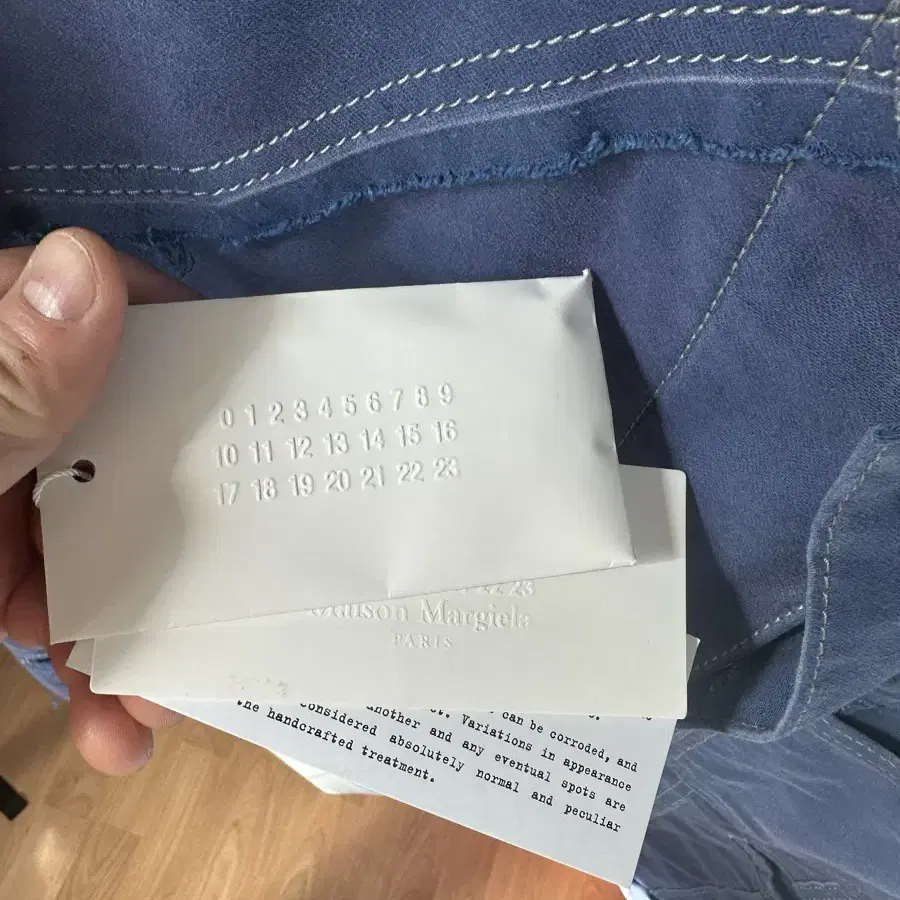 0 1 2 3 4 5 6 7 8 9
10 11 12 13 14 15 16
17 18 19 20 21 22 23
22 23
Maison Margiela
PARIS
can be corroded, and
another and any Variations in appearance
considered absolutely eventual spots are
the handcrafted treatment. normal and peculiar